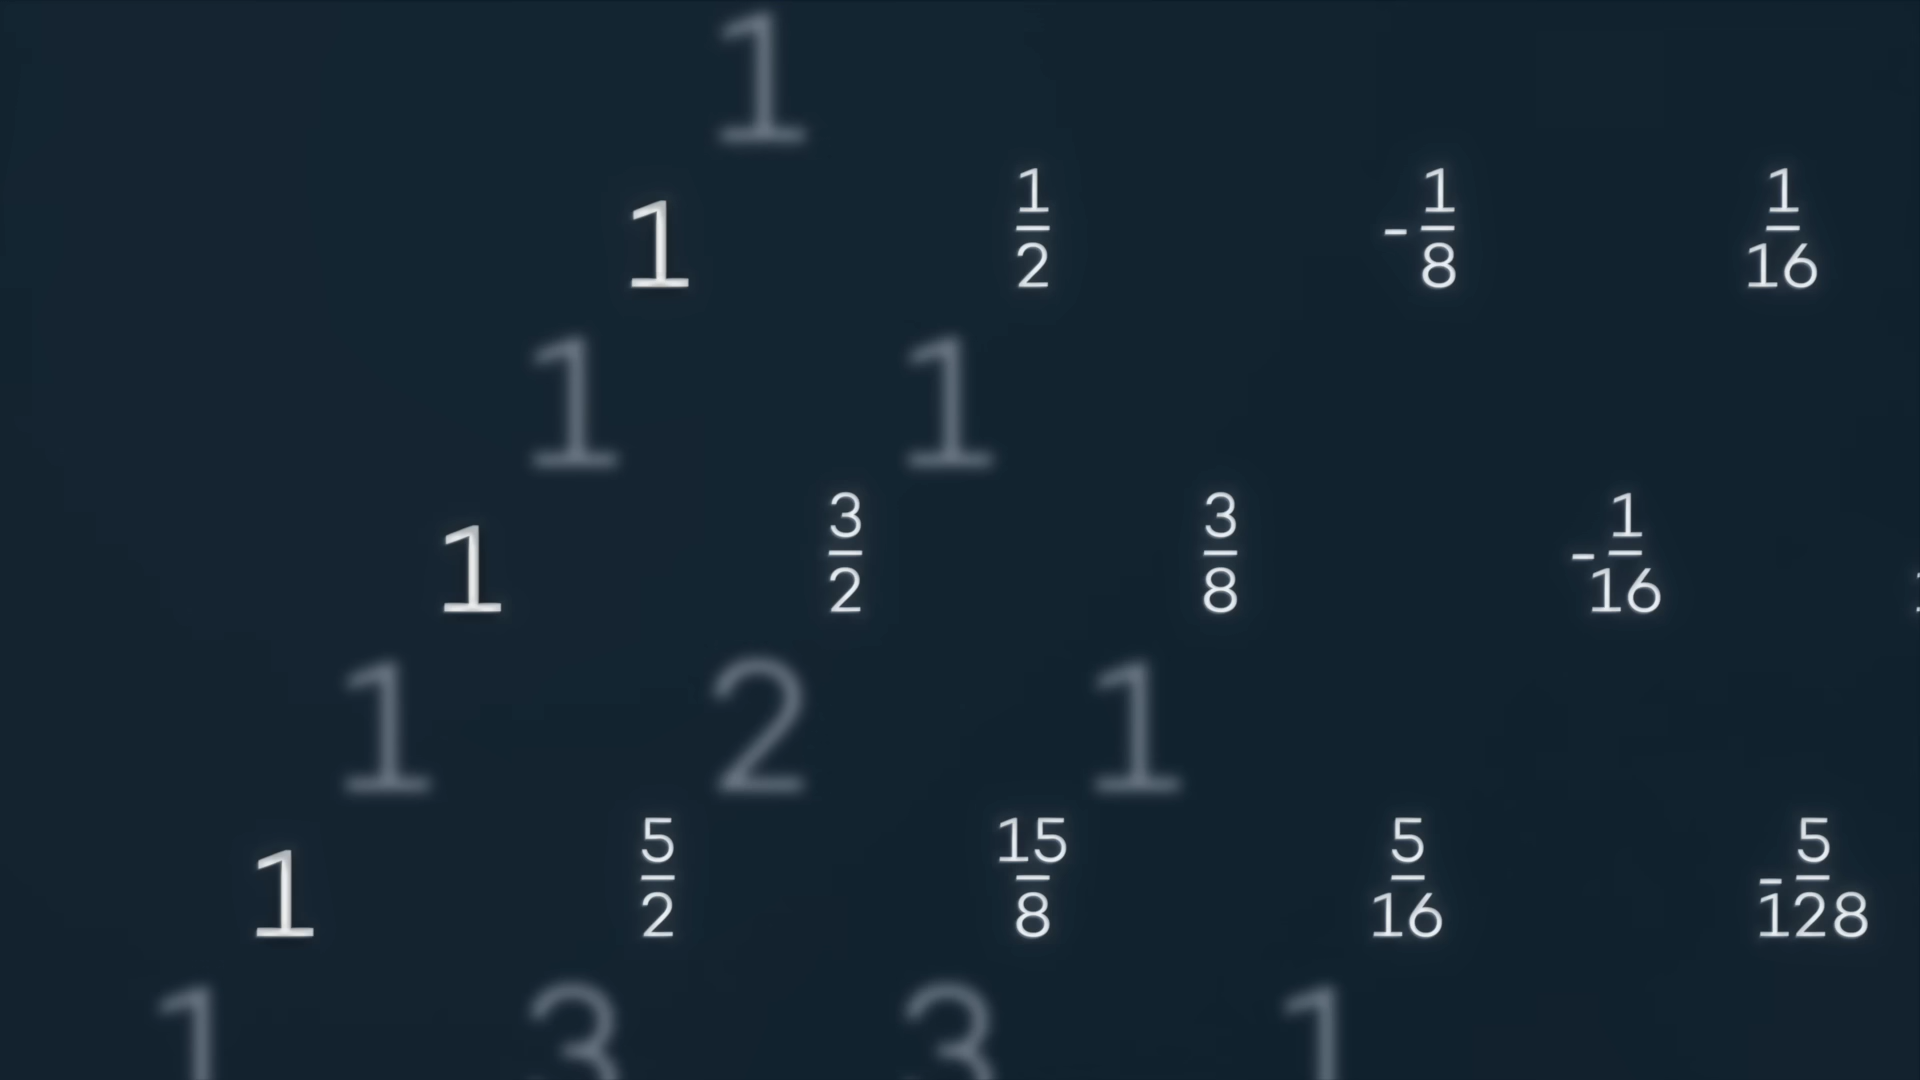 1
1 1/2 -1/8 1/16
1 1
1 3/2 3/8 -1/16
1 2 1
1 5/2 15/8 5/16 -5/128
1 3 3 1